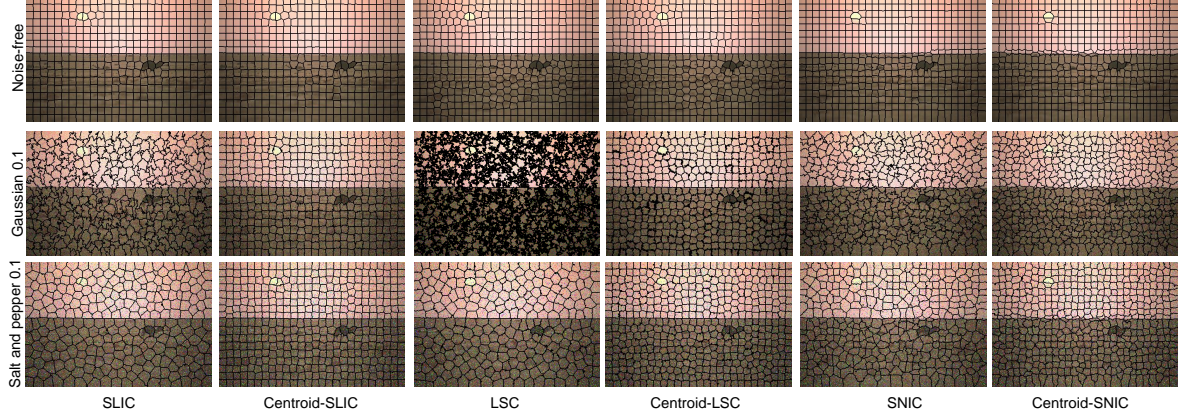 Noise-free
Gaussian 0.1
Salt and pepper 0.1
SLIC
Centroid-SLIC
LSC
Centroid-LSC
SNIC
Centroid-SNIC